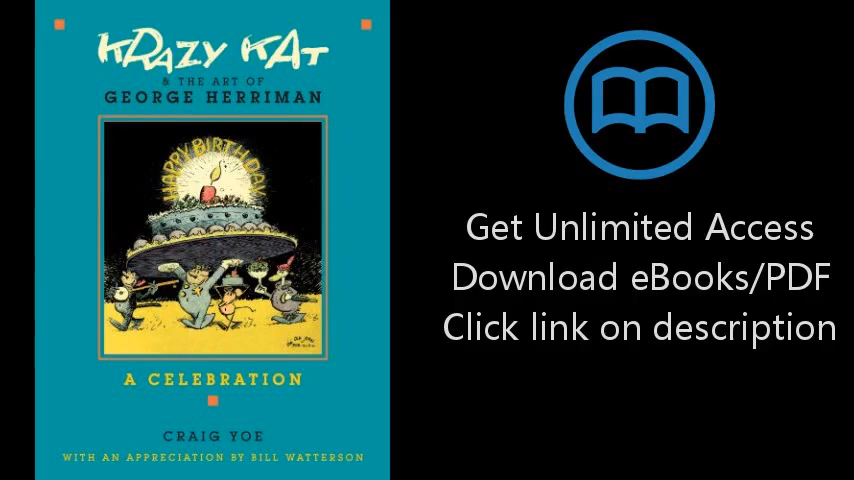 KRAZY KAT
& THE ART OF
GEORGE HERRIMAN
HAPPY BIRTHDAY
A CELEBRATION
CRAIG YOE
WITH AN APPRECIATION BY BILL WATTERSON
Get Unlimited Access
Download eBooks/PDF
Click link on description